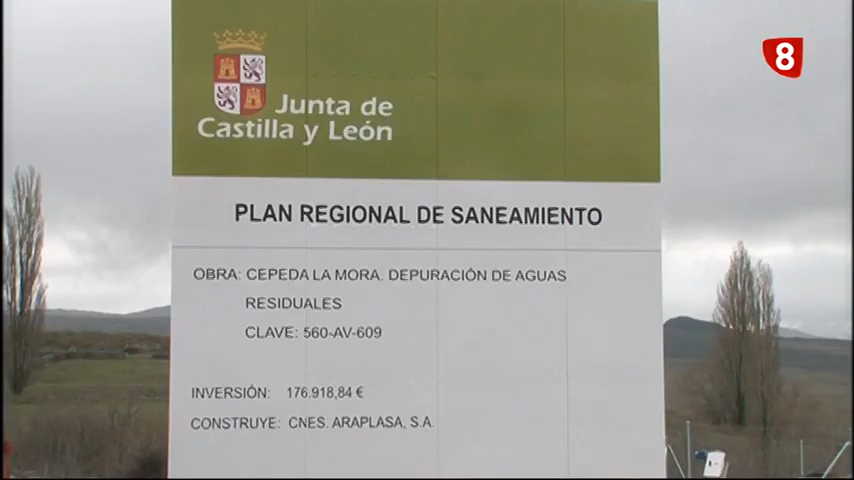 8
Junta de
Castilla y León
PLAN REGIONAL DE SANEAMIENTO
OBRA: CEPEDA LA MORA. DEPURACIÓN DE AGUAS
RESIDUALES
CLAVE: 560-AV-609
INVERSIÓN: 176.918,84 €
CONSTRUYE: CNES. ARAPLASA, S.A.